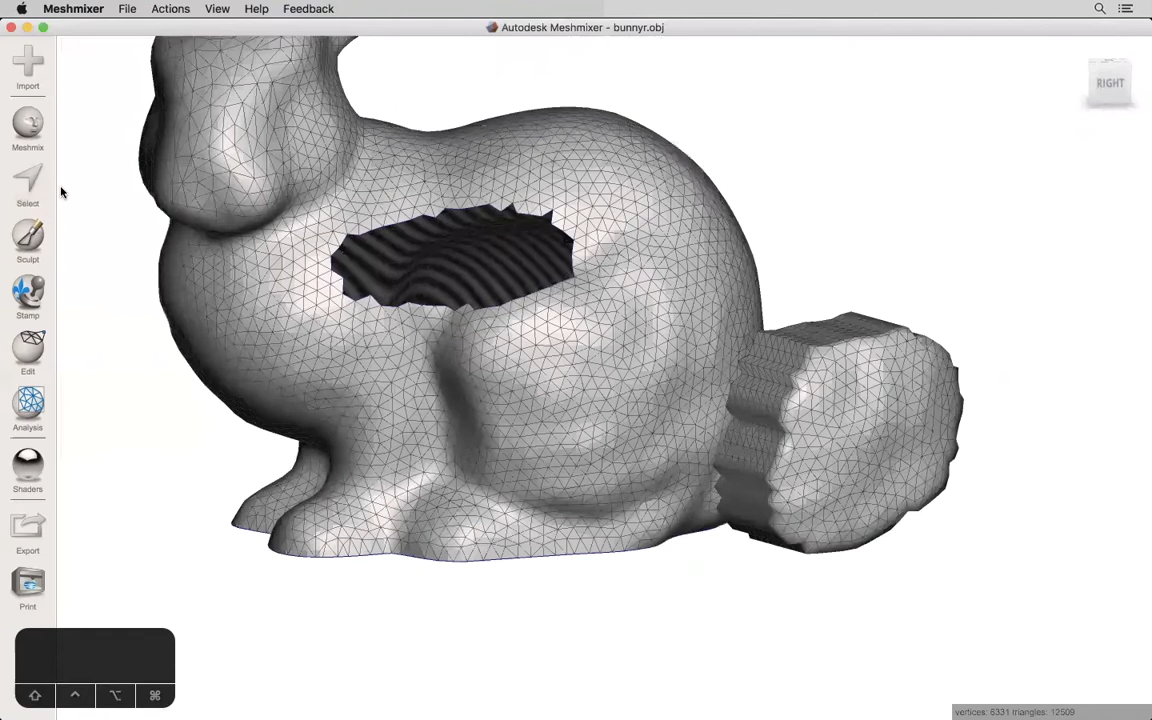 Meshmixer File Actions View Help Feedback
Autodesk Meshmixer - bunnyr.obj
Import
Meshmix
Select
Sculpt
Stamp
Edit
Analysis
Shaders
Export
Print
RIGHT
vertices: 6331 triangles: 12509